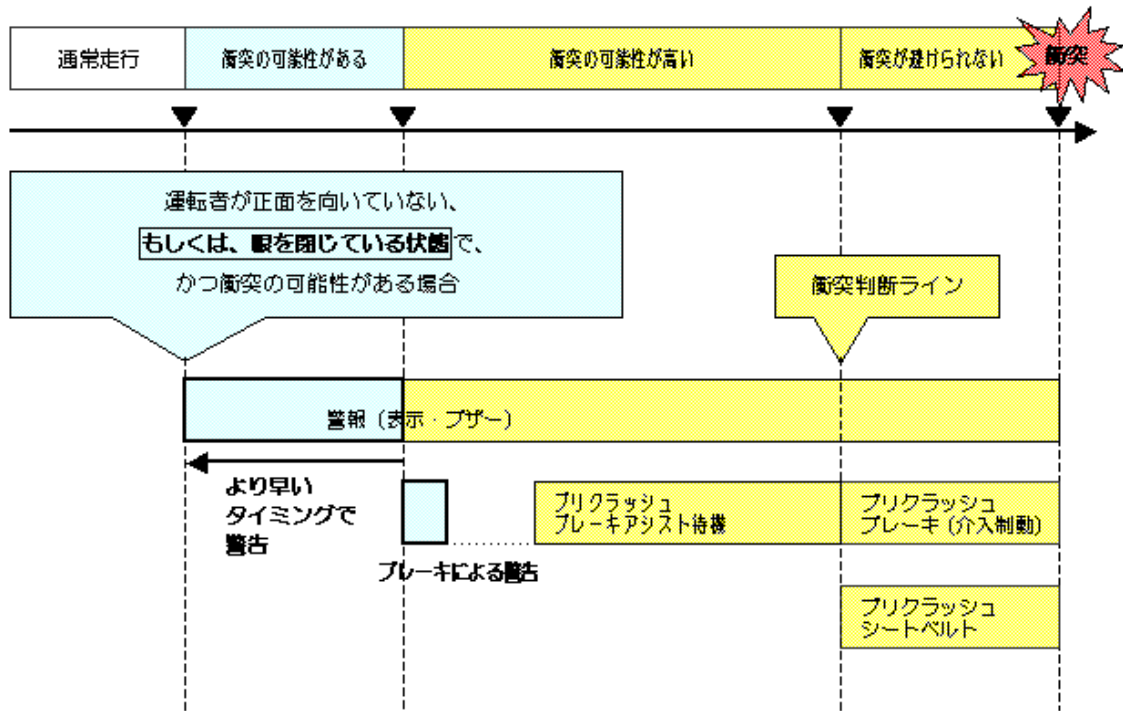 通常走行
衝突の可能性がある
衝突の可能性が高い
衝突が避けられない
衝突
運転者が正面を向いていない、
もしくは、眼を閉じている状態で、
かつ衝突の可能性がある場合
衝突判断ライン
警報（表示・ブザー）
より早い
タイミングで
警告
プリクラッシュ
ブレーキアシスト待機
プリクラッシュ
ブレーキ（介入制動）
ブレーキによる警告
プリクラッシュ
シートベルト